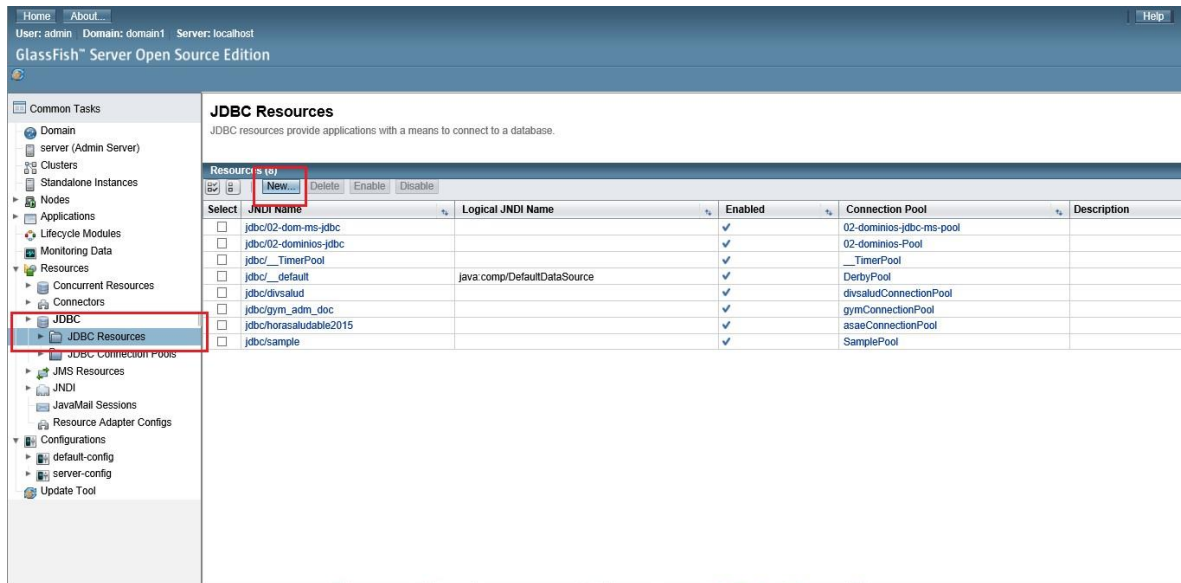 Home About... Help
User: admin Domain: domain1 Server: localhost
GlassFish™ Server Open Source Edition
Common Tasks
Domain
server (Admin Server)
Clusters
Standalone Instances
Nodes
Applications
Lifecycle Modules
Monitoring Data
Resources
Concurrent Resources
Connectors
JDBC
JDBC Resources
JDBC Connection Pools
JMS Resources
JNDI
JavaMail Sessions
Resource Adapter Configs
Configurations
default-config
server-config
Update Tool
JDBC Resources
JDBC resources provide applications with a means to connect to a database.
Resources (8)
New... Delete Enable Disable
Select JNDI Name Logical JNDI Name Enabled Connection Pool Description
jdbc/02-dom-ms-jdbc 02-dominios-jdbc-ms-pool
jdbc/02-dominios-jdbc 02-dominios-Pool
jdbc/__TimerPool __TimerPool
jdbc/__default java:comp/DefaultDataSource DerbyPool
jdbc/divsalud divsaludConnectionPool
jdbc/gym_adm_doc gymConnectionPool
jdbc/horasaludable2015 asaeConnectionPool
jdbc/sample SamplePool